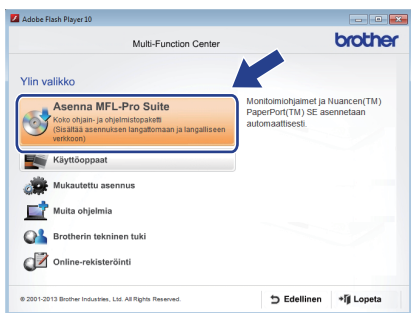 Adobe Flash Player 10
Multi-Function Center
brother
Ylin valikko
Asenna MFL-Pro Suite
Koko ohjain- ja ohjelmistopaketti
(Sisältää asennuksen langattomaan ja langalliseen
verkkoon)
Monitoimiohjaimet ja Nuancen(TM)
PaperPort(TM) SE asennetaan
automaattisesti.
Käyttöoppaat
Mukautettu asennus
Muita ohjelmia
Brotherin tekninen tuki
Online-rekisteröinti
© 2001-2013 Brother Industries, Ltd. All Rights Reserved.
Edellinen
Lopeta